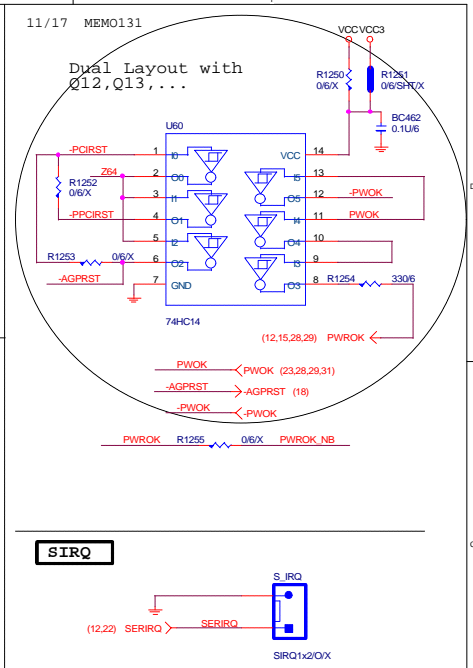 11/17 MEMO131
Dual Layout with
Q12,Q13,...
VCC VCC3
R1250
0/6/X
R1251
0/6/SHT/X
BC462
0.1U/6
U60
-PCIRST 1 I0 VCC 14
Z64 2 O0 I5 13
3 I1 O5 12 -PWOK
-PPCIRST 4 O1 I4 11 PWOK
5 I2 O4 10
6 O2 I3 9
7 GND O3 8
R1252
0/6/X
R1253 0/6/X
-AGPRST
R1254 330/6
74HC14
(12,15,28,29) PWROK
PWOK PWOK (23,28,29,31)
-AGPRST -AGPRST (18)
-PWOK -PWOK
PWROK R1255 0/6/X PWROK_NB
SIRQ
S_IRQ
(12,22) SERIRQ SERIRQ
SIRQ1x2/O/X